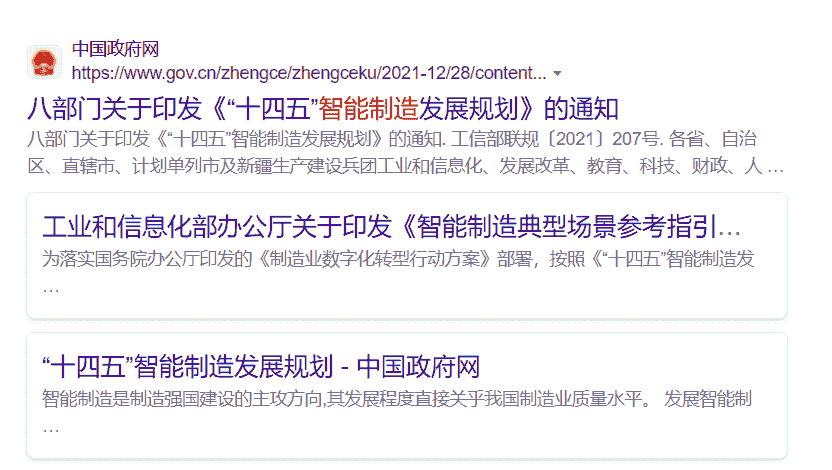 中国政府网
https://www.gov.cn/zhengce/zhengceku/2021-12/28/content...
八部门关于印发《“十四五”智能制造发展规划》的通知
八部门关于印发《“十四五”智能制造发展规划》的通知. 工信部联规〔2021〕207号. 各省、自治
区、直辖市、计划单列市及新疆生产建设兵团工业和信息化、发展改革、教育、科技、财政、人 ...
工业和信息化部办公厅关于印发《智能制造典型场景参考指引...
为落实国务院办公厅印发的《制造业数字化转型行动方案》部署，按照《“十四五”智能制造发
...
“十四五”智能制造发展规划 - 中国政府网
智能制造是制造强国建设的主攻方向,其发展程度直接关乎我国制造业质量水平。 发展智能制
...